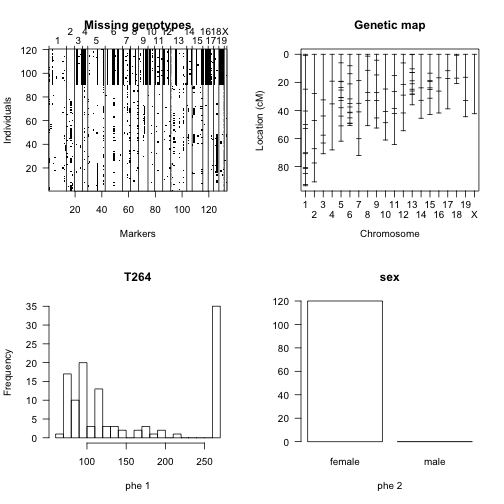 Missing genotypes
2 4 6 8 10 12 14 16 18 X
1 3 5 7 9 11 13 15 17 19
120
100
80
60
40
20
Individuals
20 40 60 80 100 120
Markers
Genetic map
0
20
40
60
80
Location (cM)
1 3 5 7 9 11 13 15 17 19
2 4 6 8 10 12 14 16 18 X
Chromosome
T264
35
30
25
20
15
10
5
0
Frequency
100 150 200 250
phe 1
sex
120
100
80
60
40
20
0
female male
phe 2